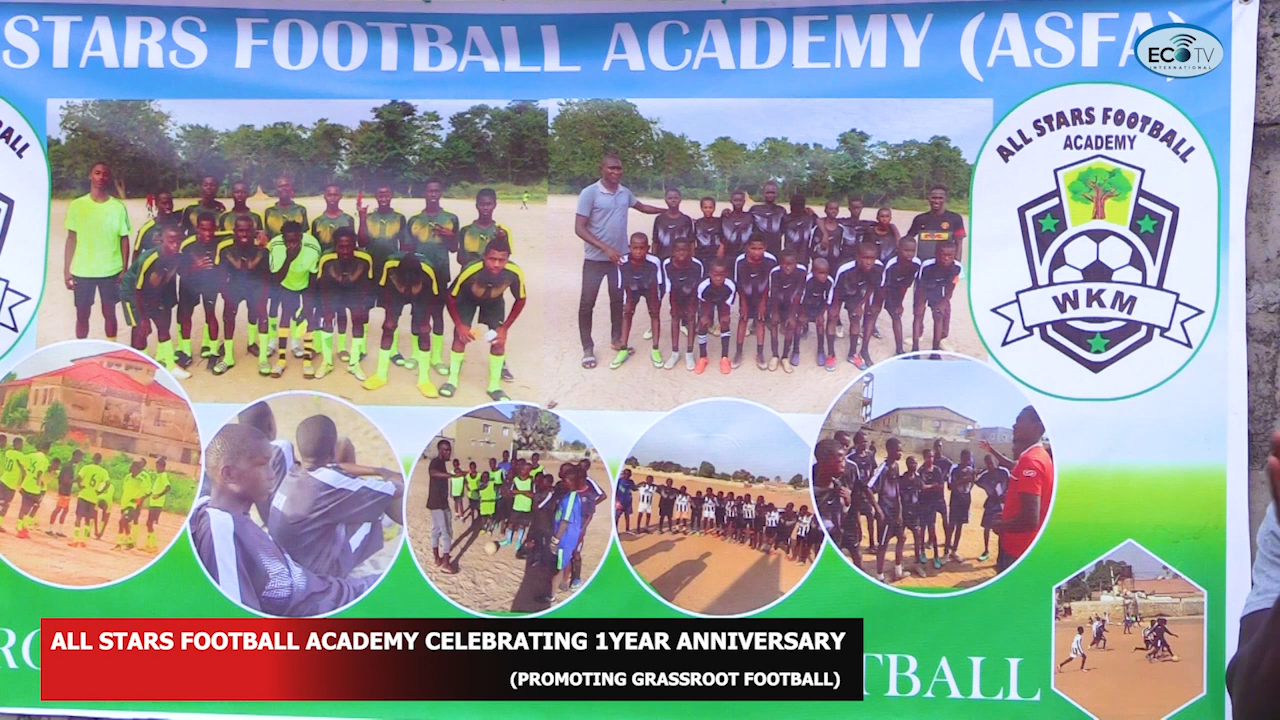 STARS FOOTBALL ACADEMY (ASFA)
ECO TV
INTERNATIONAL
ALL STARS FOOTBALL
ACADEMY
WKM
ALL STARS FOOTBALL ACADEMY CELEBRATING 1YEAR ANNIVERSARY
(PROMOTING GRASSROOT FOOTBALL)